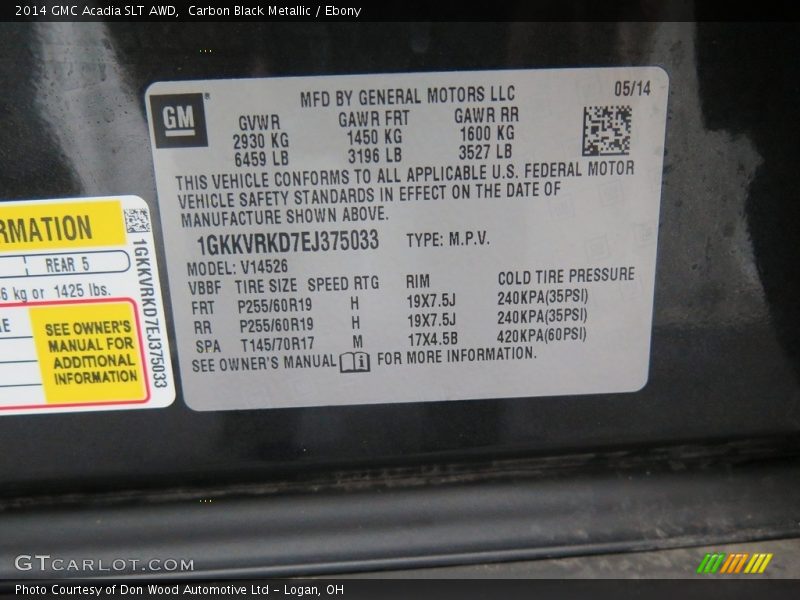 2014 GMC Acadia SLT AWD,  Carbon Black Metallic / Ebony
GM
MFD BY GENERAL MOTORS LLC
05/14
GVWR GAWR FRT GAWR RR
2930 KG 1450 KG 1600 KG
6459 LB 3196 LB 3527 LB
THIS VEHICLE CONFORMS TO ALL APPLICABLE U.S. FEDERAL MOTOR
VEHICLE SAFETY STANDARDS IN EFFECT ON THE DATE OF
MANUFACTURE SHOWN ABOVE.
1GKKVRKD7EJ375033 TYPE: M.P.V.
MODEL: V14526
VBBF TIRE SIZE SPEED RTG RIM COLD TIRE PRESSURE
FRT P255/60R19 H 19X7.5J 240KPA(35PSI)
RR P255/60R19 H 19X7.5J 240KPA(35PSI)
SPA T145/70R17 M 17X4.5B 420KPA(60PSI)
SEE OWNER'S MANUAL FOR MORE INFORMATION.
RMATION
REAR 5
6 kg or 1425 lbs.
SEE OWNER'S
MANUAL FOR
ADDITIONAL
INFORMATION
1GKKVRKD7EJ375033
GTCARLOT.COM
Photo Courtesy of Don Wood Automotive Ltd - Logan, OH